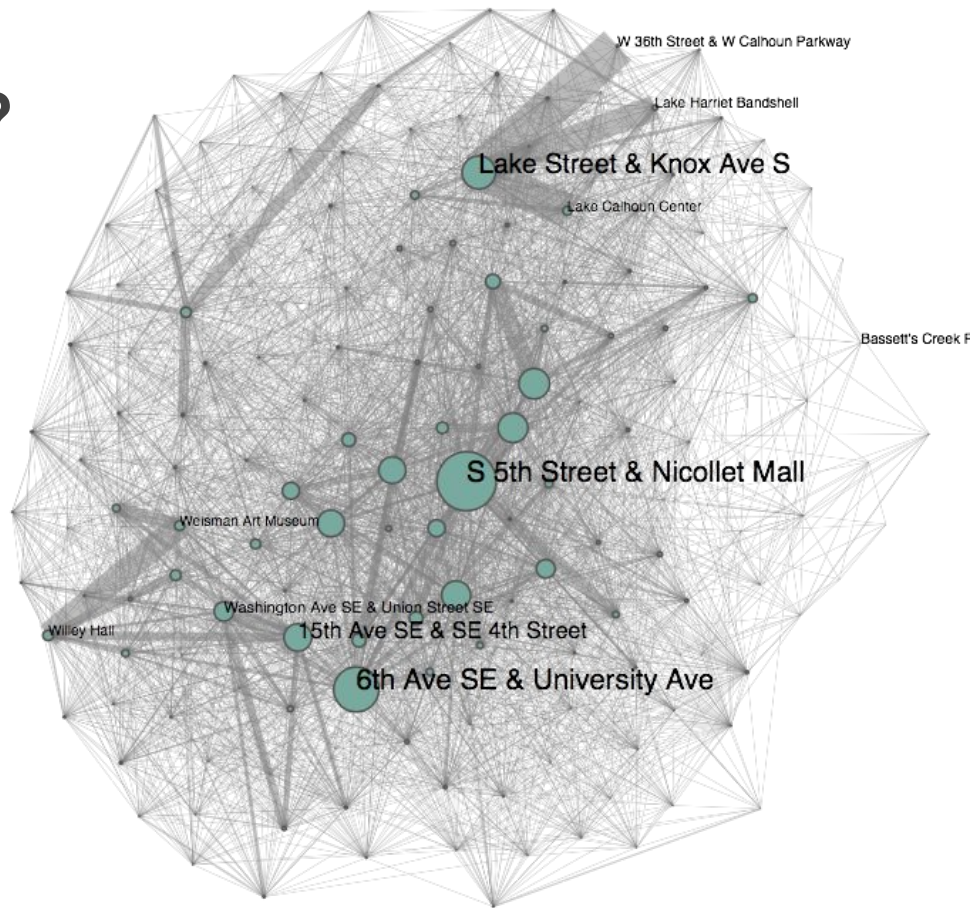 W 36th Street & W Calhoun Parkway
Lake Harriet Bandshell
Lake Street & Knox Ave S
Lake Calhoun Center
Bassett's Creek
S 5th Street & Nicollet Mall
Weisman Art Museum
Washington Ave SE & Union Street SE
Willey Hall
15th Ave SE & SE 4th Street
6th Ave SE & University Ave